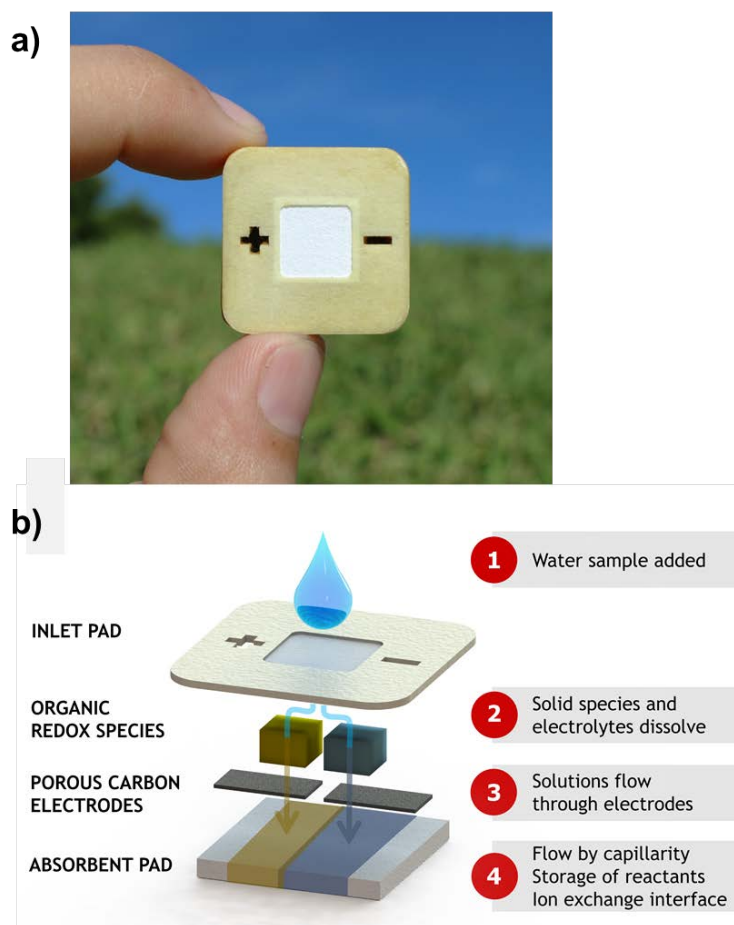 a)
+ −
b)
1 Water sample added
INLET PAD
+ −
ORGANIC
REDOX SPECIES
2 Solid species and
electrolytes dissolve
POROUS CARBON
ELECTRODES
3 Solutions flow
through electrodes
ABSORBENT PAD
4 Flow by capillarity
Storage of reactants
Ion exchange interface